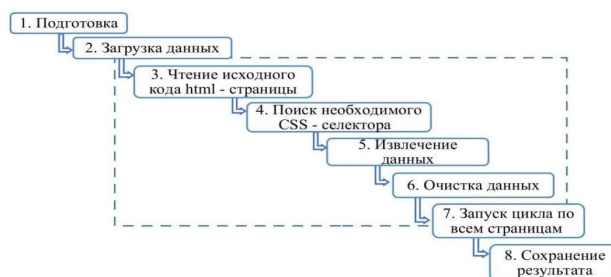 1. Подготовка
2. Загрузка данных
3. Чтение исходного
кода html - страницы
4. Поиск необходимого
CSS - селектора
5. Извлечение
данных
6. Очистка данных
7. Запуск цикла по
всем страницам
8. Сохранение
результата